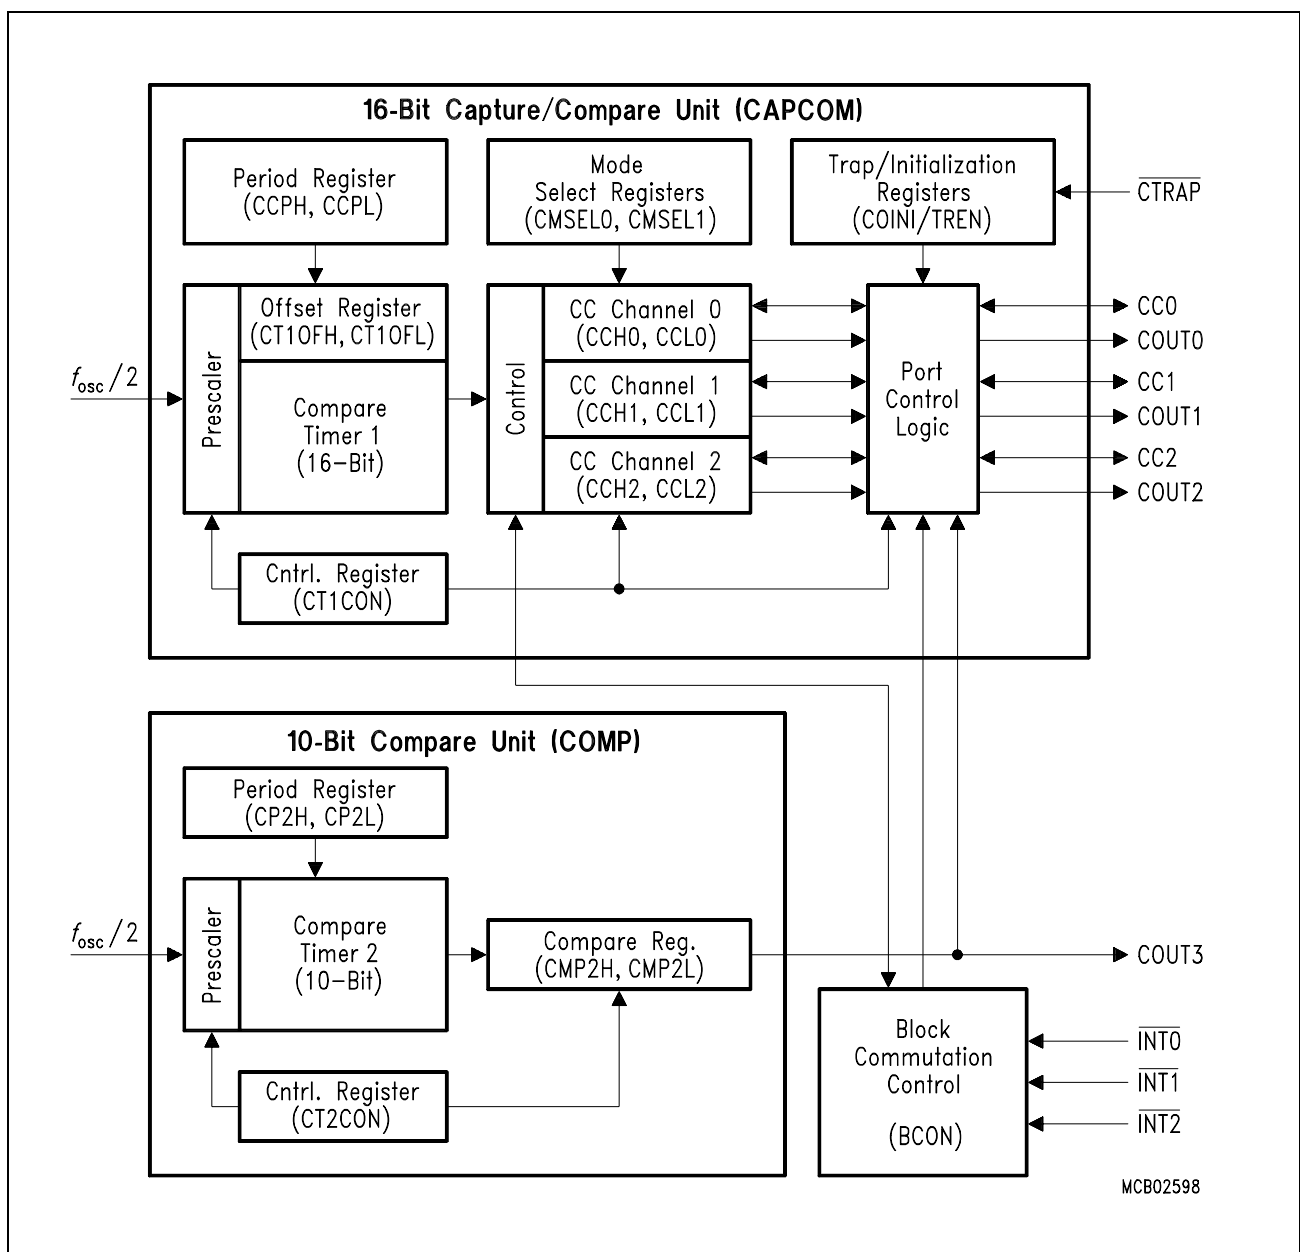 16-Bit Capture/Compare Unit (CAPCOM)
Period Register
(CCPH, CCPL)
Mode
Select Registers
(CMSEL0, CMSEL1)
Trap/Initialization
Registers
(COINI/TREN)
CTRAP
Prescaler
Offset Register
(CT1OFH, CT1OFL)
Compare
Timer 1
(16-Bit)
Control
CC Channel 0
(CCH0, CCL0)
CC Channel 1
(CCH1, CCL1)
CC Channel 2
(CCH2, CCL2)
Port
Control
Logic
CC0
COUT0
CC1
COUT1
CC2
COUT2
fosc/2
Cntrl. Register
(CT1CON)
10-Bit Compare Unit (COMP)
Period Register
(CP2H, CP2L)
fosc/2
Prescaler
Compare
Timer 2
(10-Bit)
Compare Reg.
(CMP2H, CMP2L)
COUT3
Cntrl. Register
(CT2CON)
Block
Commutation
Control
(BCON)
INT0
INT1
INT2
MCB02598